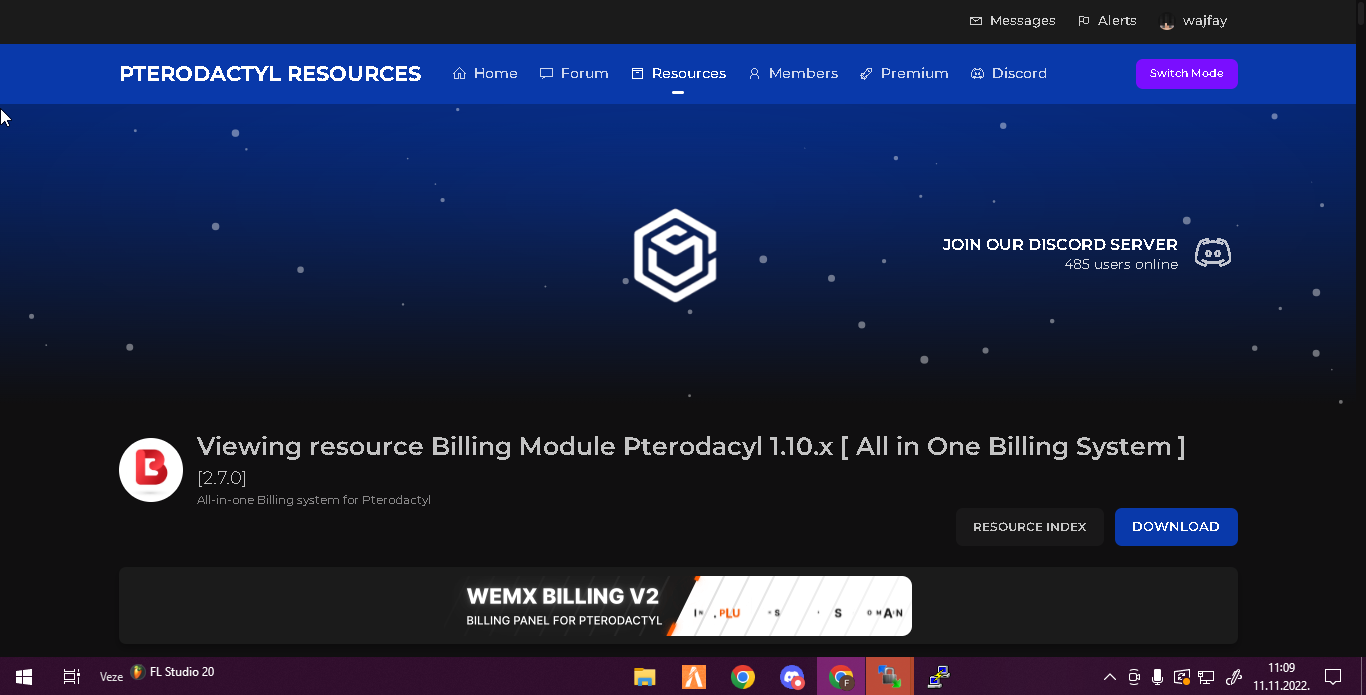 Messages Alerts wajfay
PTERODACTYL RESOURCES Home Forum Resources Members Premium Discord Switch Mode
JOIN OUR DISCORD SERVER
485 users online
Viewing resource Billing Module Pterodacyl 1.10.x [ All in One Billing System ]
[2.7.0]
All-in-one Billing system for Pterodactyl
RESOURCE INDEX DOWNLOAD
WEMX BILLING V2
BILLING PANEL FOR PTERODACTYL
Veze FL Studio 20
11:09
11.11.2022.